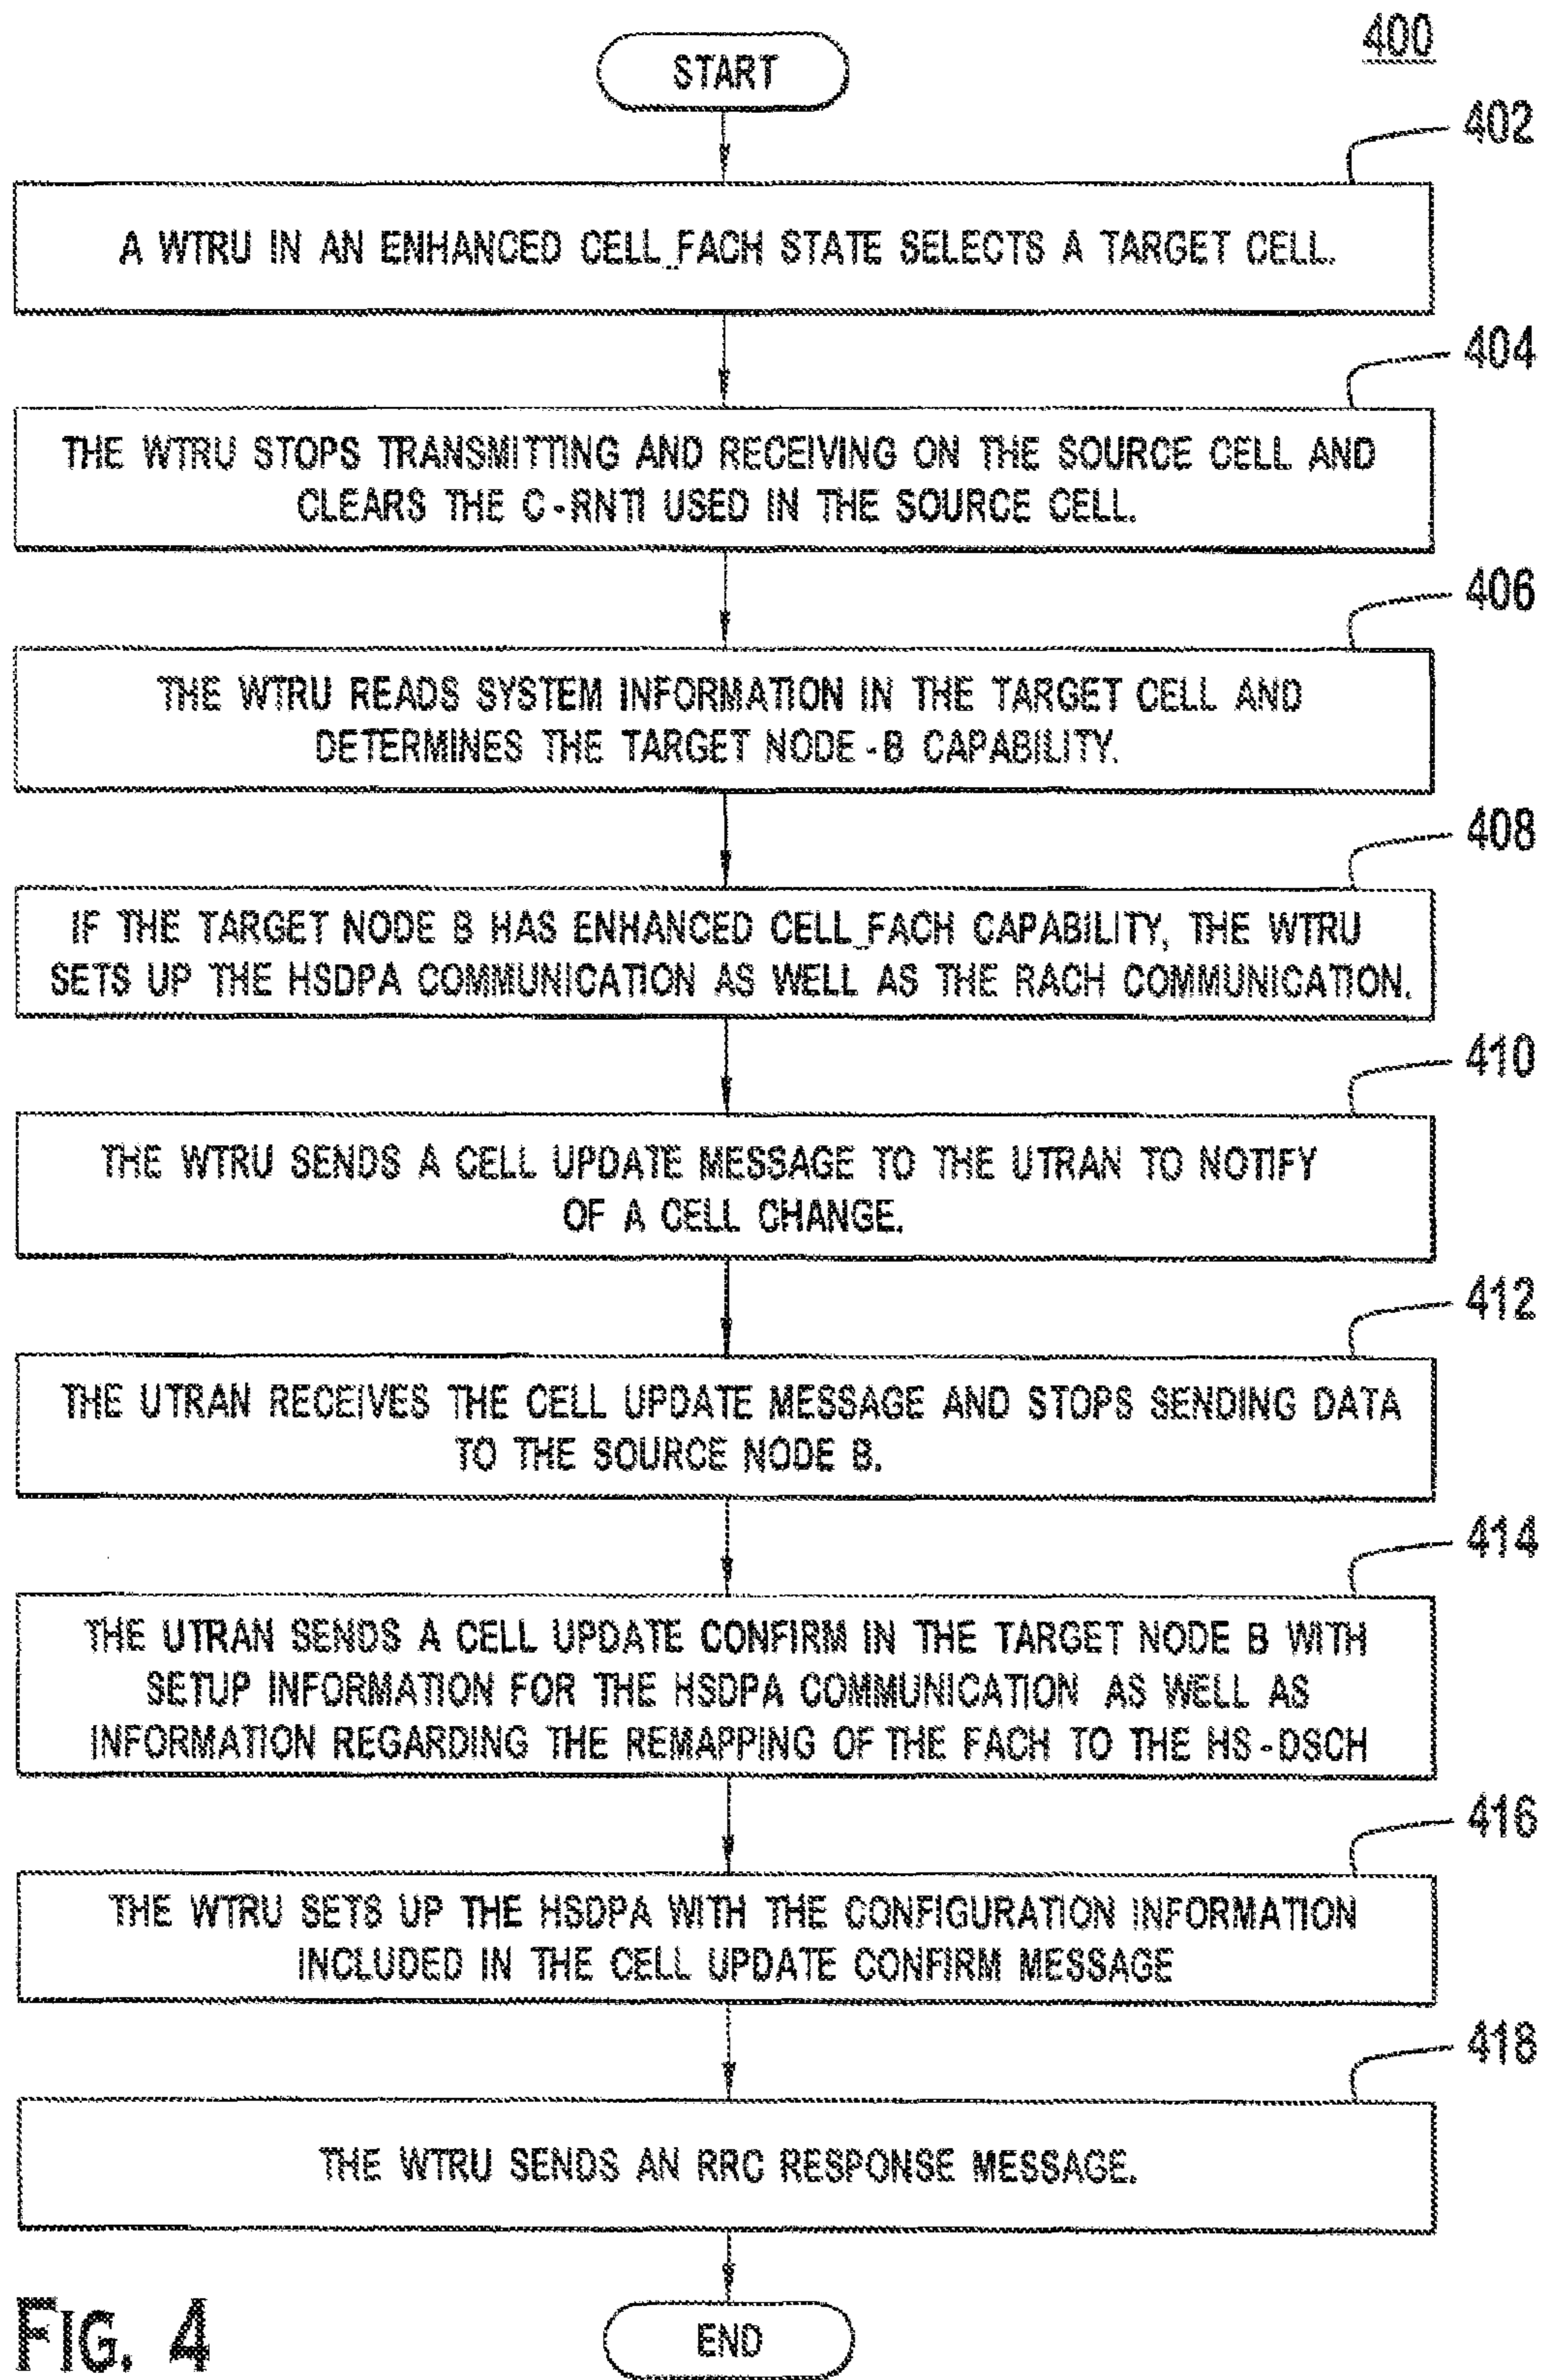 400
START
402
A WTRU IN AN ENHANCED CELL_FACH STATE SELECTS A TARGET CELL.
404
THE WTRU STOPS TRANSMITTING AND RECEIVING ON THE SOURCE CELL AND
CLEARS THE C-RNTI USED IN THE SOURCE CELL.
406
THE WTRU READS SYSTEM INFORMATION IN THE TARGET CELL AND
DETERMINES THE TARGET NODE-B CAPABILITY.
408
IF THE TARGET NODE B HAS ENHANCED CELL_FACH CAPABILITY, THE WTRU
SETS UP THE HSDPA COMMUNICATION AS WELL AS THE RACH COMMUNICATION.
410
THE WTRU SENDS A CELL UPDATE MESSAGE TO THE UTRAN TO NOTIFY
OF A CELL CHANGE.
412
THE UTRAN RECEIVES THE CELL UPDATE MESSAGE AND STOPS SENDING DATA
TO THE SOURCE NODE B.
414
THE UTRAN SENDS A CELL UPDATE CONFIRM IN THE TARGET NODE B WITH
SETUP INFORMATION FOR THE HSDPA COMMUNICATION AS WELL AS
INFORMATION REGARDING THE REMAPPING OF THE FACH TO THE HS-DSCH
416
THE WTRU SETS UP THE HSDPA WITH THE CONFIGURATION INFORMATION
INCLUDED IN THE CELL UPDATE CONFIRM MESSAGE
418
THE WTRU SENDS AN RRC RESPONSE MESSAGE.
END
FIG. 4